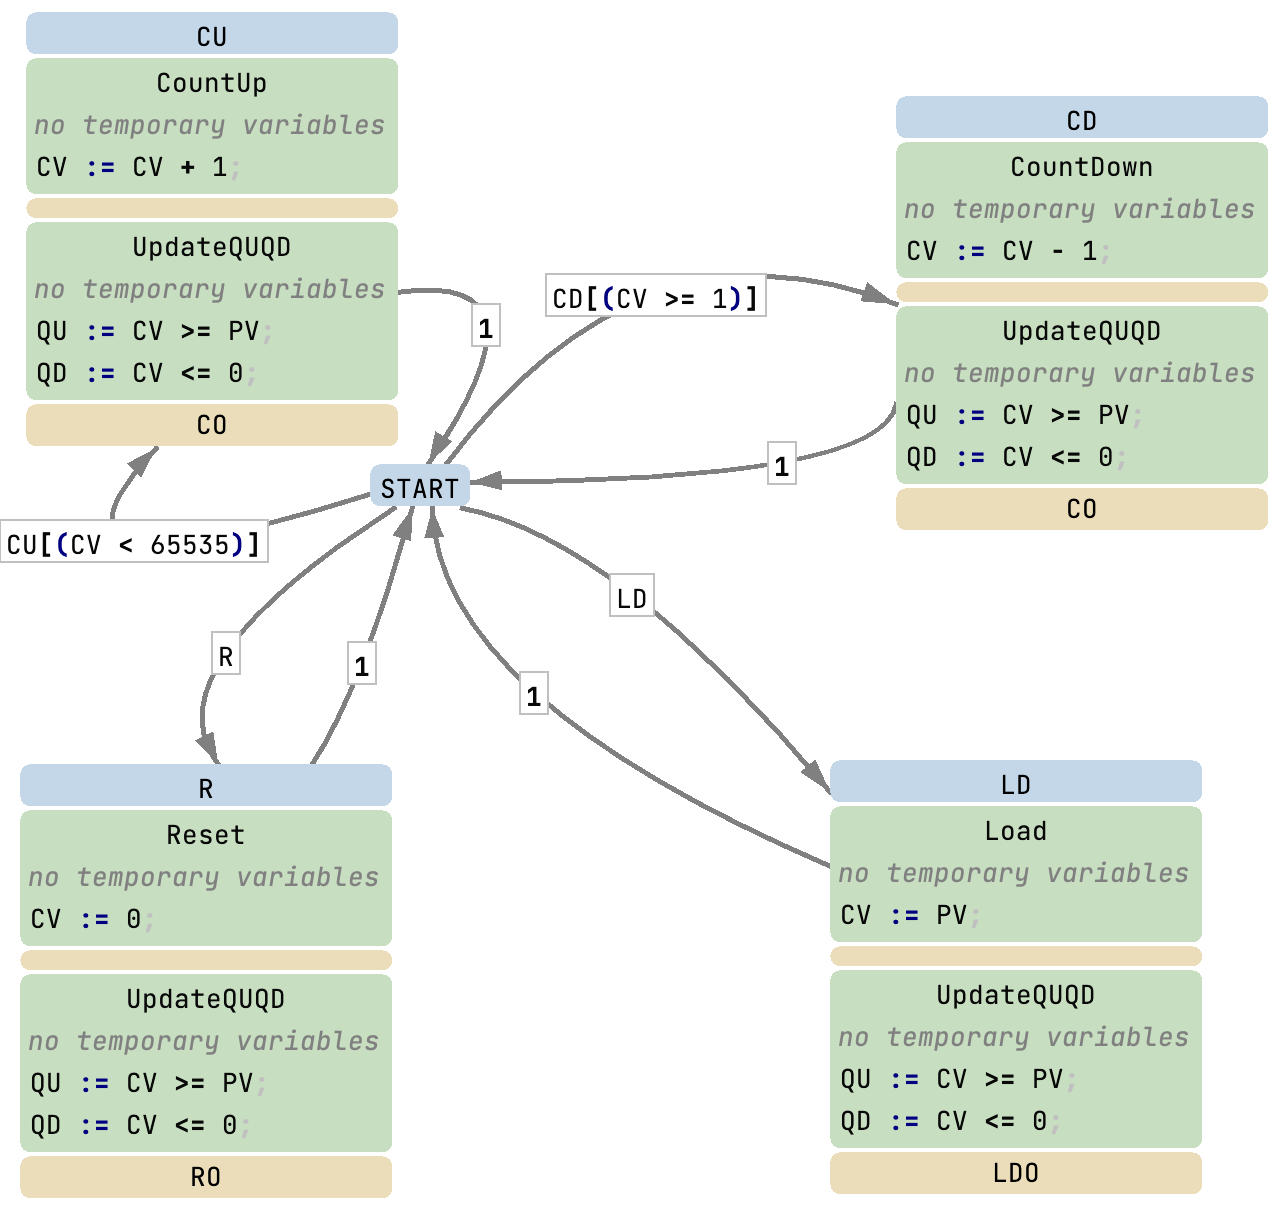 CU
CountUp
no temporary variables
CV := CV + 1;
UpdateQUQD
no temporary variables
QU := CV >= PV;
QD := CV <= 0;
CO
1
CD[(CV >= 1)]
CD
CountDown
no temporary variables
CV := CV - 1;
UpdateQUQD
no temporary variables
QU := CV >= PV;
QD := CV <= 0;
CO
1
START
CU[(CV < 65535)]
R
1
LD
1
R
Reset
no temporary variables
CV := 0;
UpdateQUQD
no temporary variables
QU := CV >= PV;
QD := CV <= 0;
RO
LD
Load
no temporary variables
CV := PV;
UpdateQUQD
no temporary variables
QU := CV >= PV;
QD := CV <= 0;
LDO